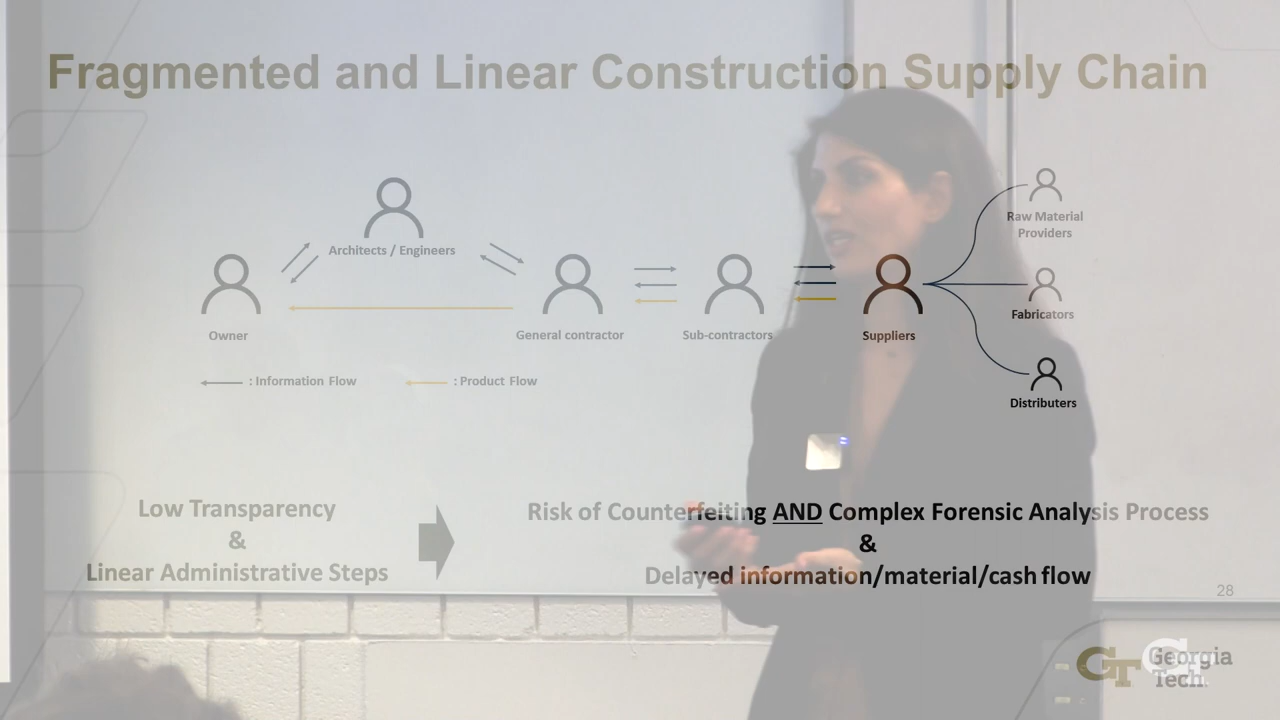 Fragmented and Linear Construction Supply Chain
Architects / Engineers
Raw Material
Providers
Owner
General contractor
Sub-contractors
Suppliers
Fabricators
: Information Flow
: Product Flow
Distributers
Low Transparency
&
Linear Administrative Steps
Risk of Counterfeiting AND Complex Forensic Analysis Process
&
Delayed information/material/cash flow
28
GT Georgia
Tech